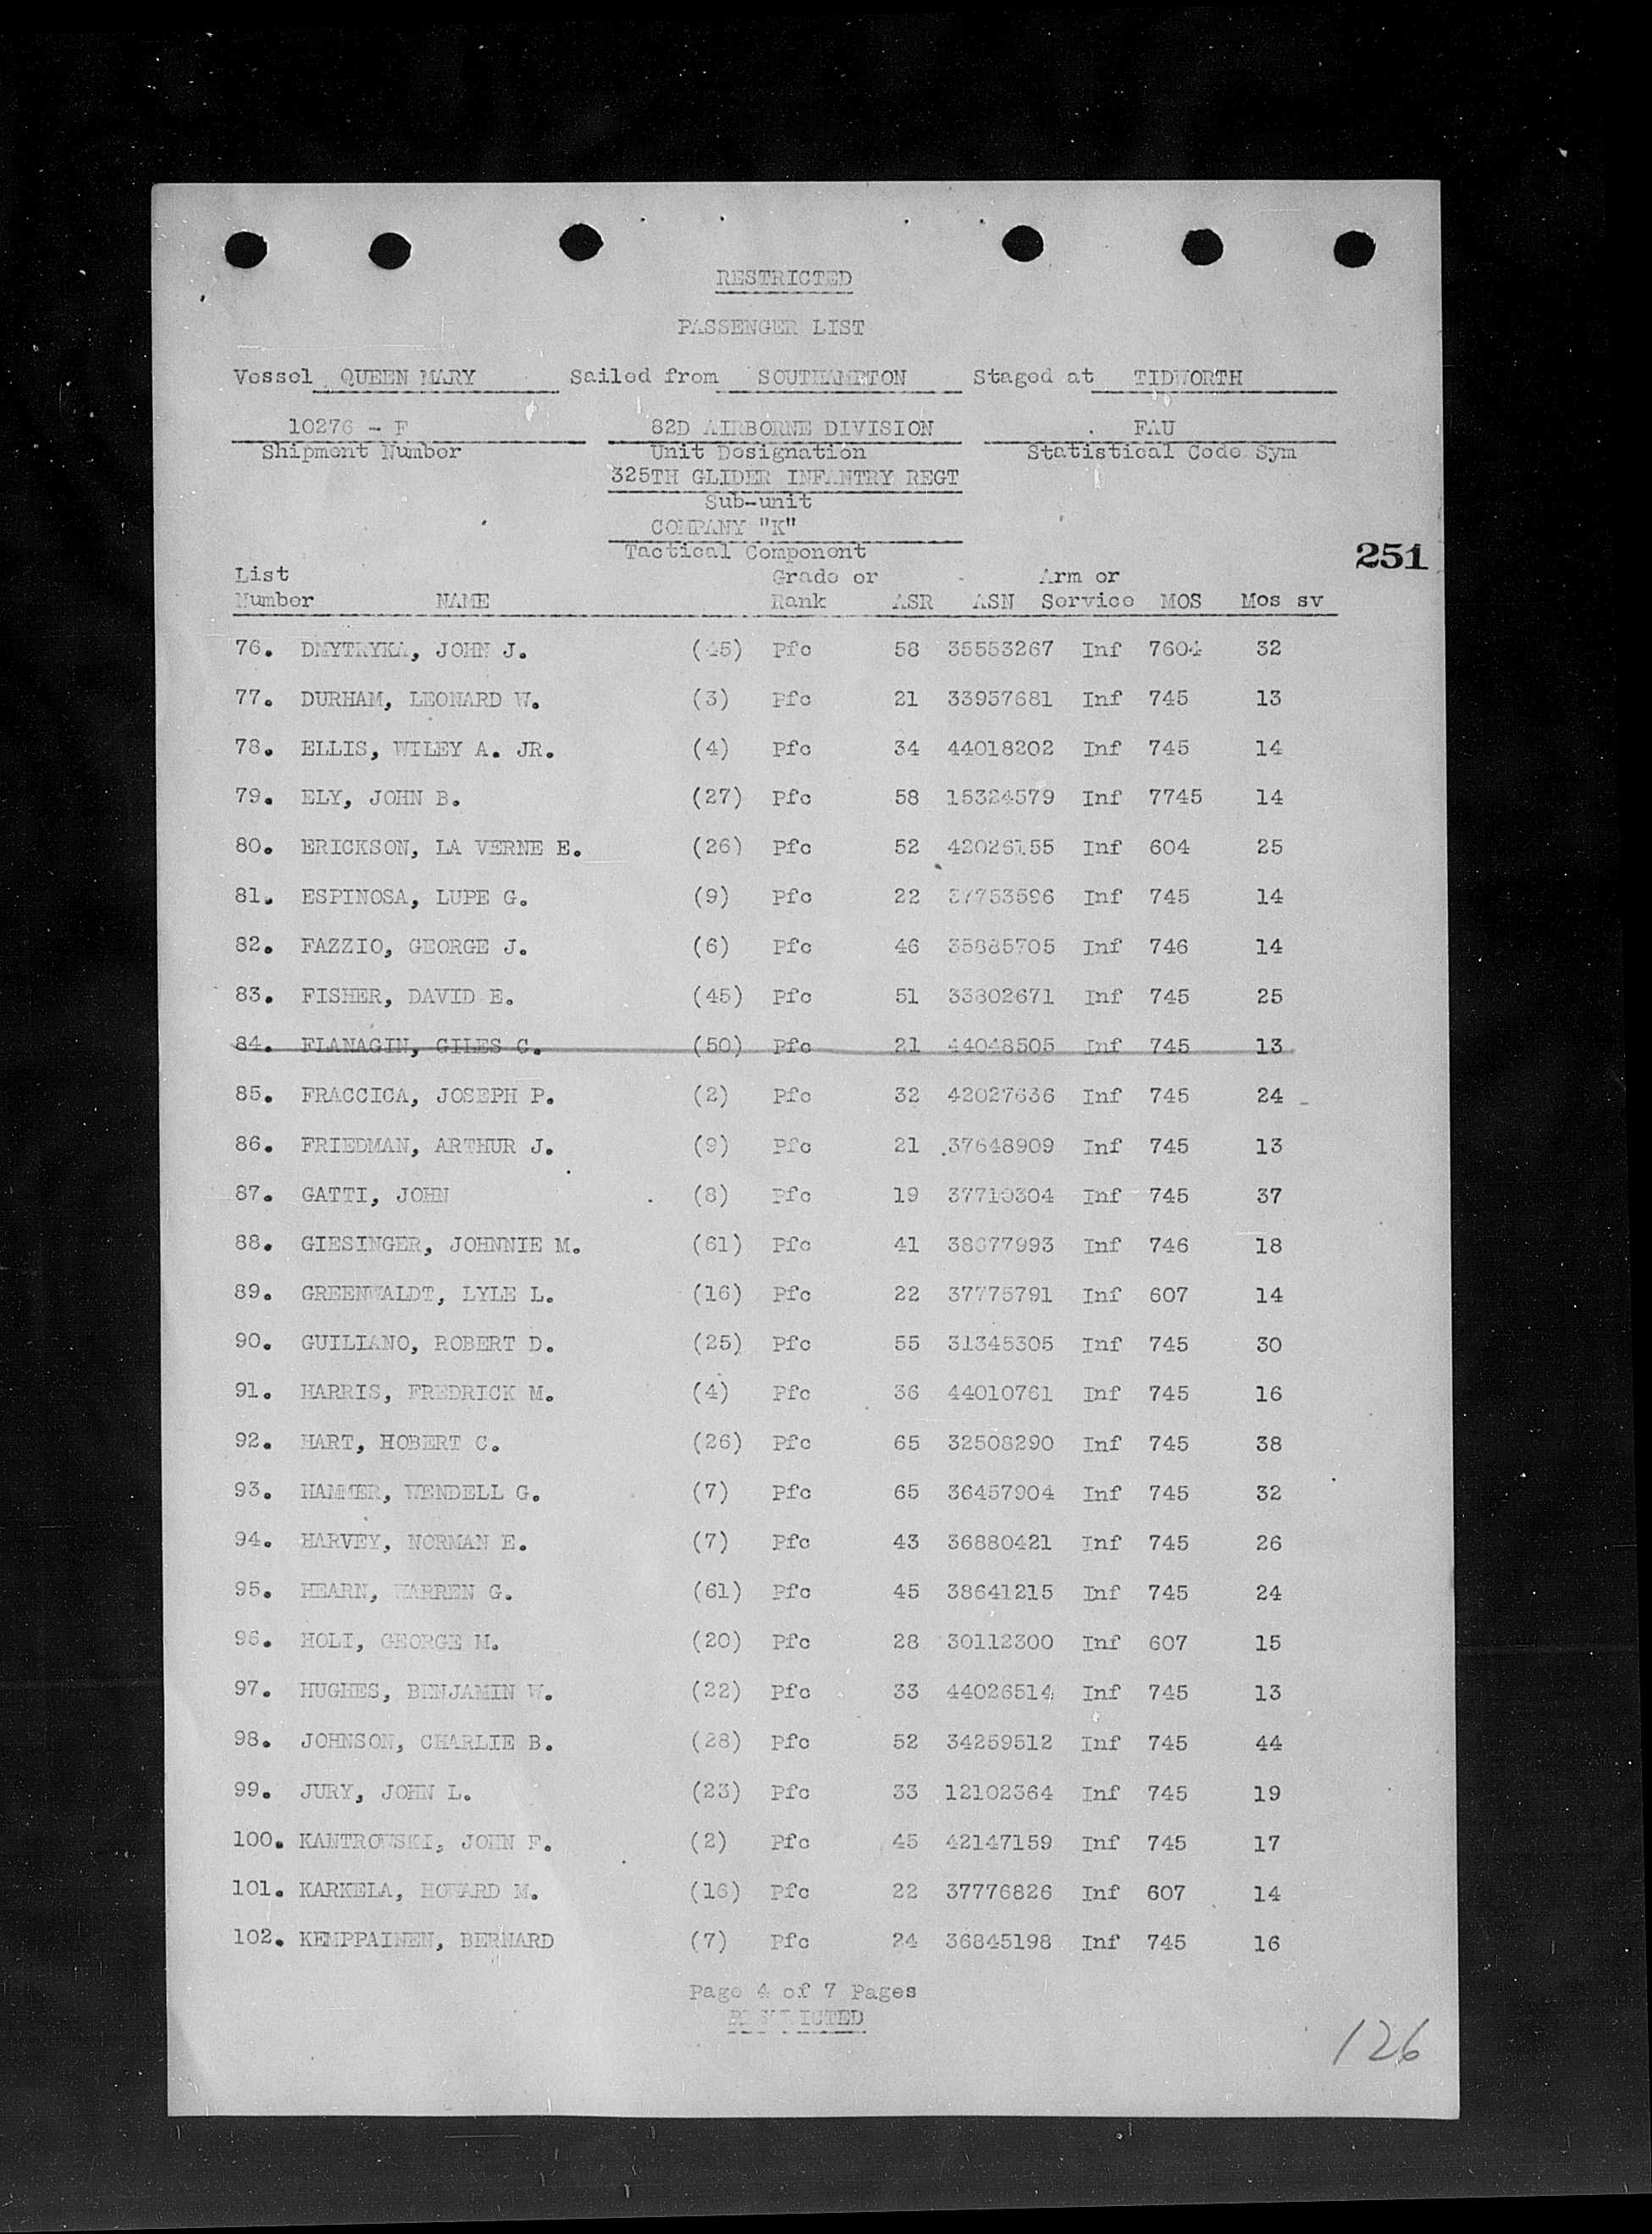 RESTRICTED
PASSENGER LIST
Vessel QUEEN MARY Sailed from SOUTHAMPTON Staged at TIDWORTH
10276 - F 82D AIRBORNE DIVISION FAU
Shipment Number Unit Designation Statistical Code Sym
325TH GLIDER INFANTRY REGT
Sub-unit
COMPANY "K"
Tactical Component
251
List Grade or Arm or
Number NAME Rank ASR ASN Service MOS Mos sv
76. DMYTRYKA, JOHN J. (45) Pfc 58 35553267 Inf 7604 32
77. DURHAM, LEONARD W. (3) Pfc 21 33957681 Inf 745 13
78. ELLIS, WILEY A. JR. (4) Pfc 34 44018202 Inf 745 14
79. ELY, JOHN B. (27) Pfc 58 15324579 Inf 7745 14
80. ERICKSON, LA VERNE E. (26) Pfc 52 42026155 Inf 604 25
81. ESPINOSA, LUPE G. (9) Pfc 22 37753596 Inf 745 14
82. FAZZIO, GEORGE J. (6) Pfc 46 35885705 Inf 746 14
83. FISHER, DAVID E. (45) Pfc 51 33802671 Inf 745 25
84. FLANAGIN, GILES C. (50) Pfc 21 44048505 Inf 745 13
85. FRACCICA, JOSEPH P. (2) Pfc 32 42027636 Inf 745 24
86. FRIEDMAN, ARTHUR J. (9) Pfc 21 37648909 Inf 745 13
87. GATTI, JOHN (8) Pfc 19 37710304 Inf 745 37
88. GIESINGER, JOHNNIE M. (61) Pfc 41 38677993 Inf 746 18
89. GREENWALDT, LYLE L. (16) Pfc 22 37775791 Inf 607 14
90. GUILIANO, ROBERT D. (25) Pfc 55 31345305 Inf 745 30
91. HARRIS, FREDRICK M. (4) Pfc 36 44010761 Inf 745 16
92. HART, HOBERT C. (26) Pfc 65 32508290 Inf 745 38
93. HAMMER, WENDELL G. (7) Pfc 65 36457904 Inf 745 32
94. HARVEY, NORMAN E. (7) Pfc 43 36880421 Inf 745 26
95. HEARN, WARREN G. (61) Pfc 45 38641215 Inf 745 24
96. HOLI, GEORGE M. (20) Pfc 28 30112300 Inf 607 15
97. HUGHES, BENJAMIN W. (22) Pfc 33 44026514 Inf 745 13
98. JOHNSON, CHARLIE B. (28) Pfc 52 34259512 Inf 745 44
99. JURY, JOHN L. (23) Pfc 33 12102364 Inf 745 19
100. KANTROWSKI, JOHN F. (2) Pfc 45 42147159 Inf 745 17
101. KARKELA, HOWARD M. (16) Pfc 22 37776826 Inf 607 14
102. KEMPPAINEN, BERNARD (7) Pfc 24 36845198 Inf 745 16
Page 4 of 7 Pages
RESTRICTED
126